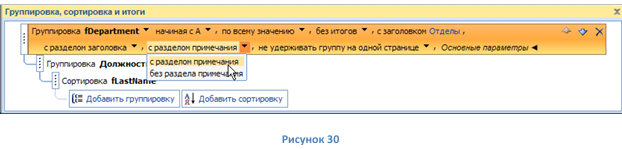 Группировка, сортировка и итоги
Группировка fDepartment начиная с А , по всему значению , без итогов , с заголовком Отделы ,
с разделом заголовка , с разделом примечания , не удерживать группу на одной странице , Основные параметры
Группировка Должност
с разделом примечания
без раздела примечания
Сортировка fLastName
Добавить группировку Добавить сортировку
Рисунок 30